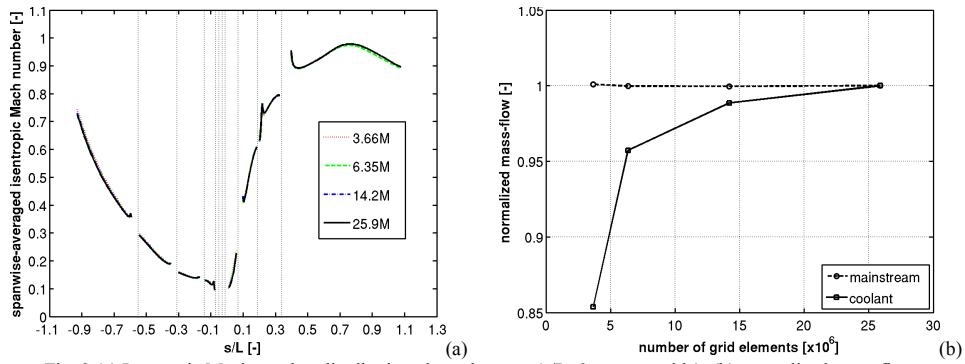 1.1
1
0.9
0.8
0.7
0.6
0.5
0.4
0.3
0.2
0.1
0
spanwise-averaged isentropic Mach number [-]
3.66M
6.35M
14.2M
25.9M
-1.1 -0.9 -0.7 -0.5 -0.3 -0.1 0.1 0.3 0.5 0.7 0.9 1.1 1.3
s/L [-]
(a)
1.05
1
0.95
0.9
0.85
normalized mass-flow [-]
mainstream
coolant
0 5 10 15 20 25 30
number of grid elements [x10⁶]
(b)